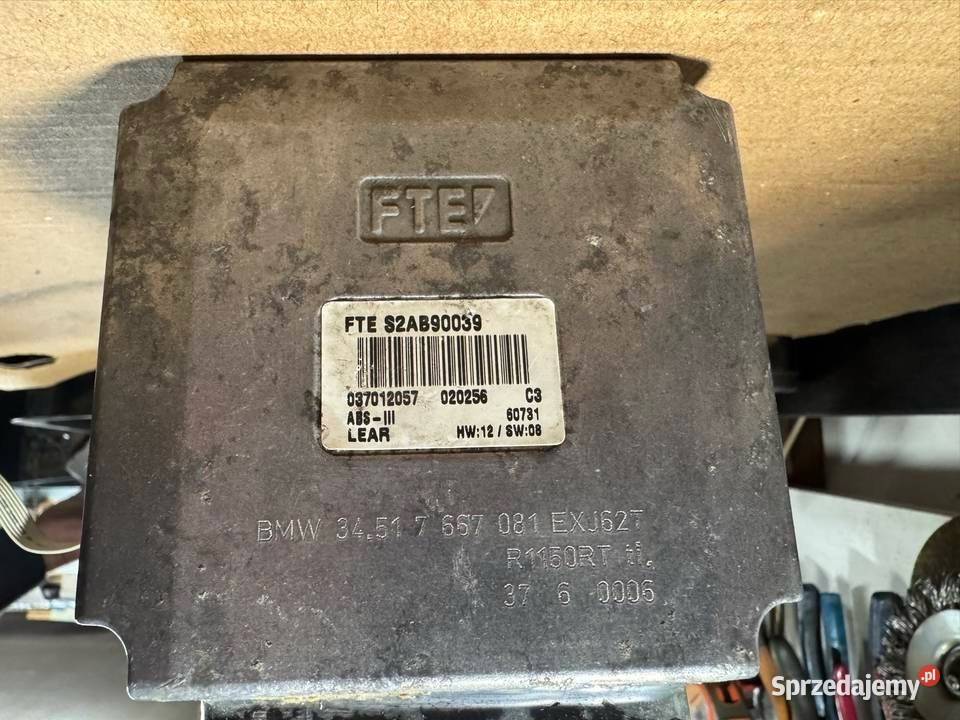 FTE
FTE S2AB90039
037012057 020256 C3
ABS-III 60731
LEAR HW:12 / SW:08
BMW 34.51 7 667 081 EXJ62T
R1150RT tl.
37 6 0006
Sprzedajemy.pl